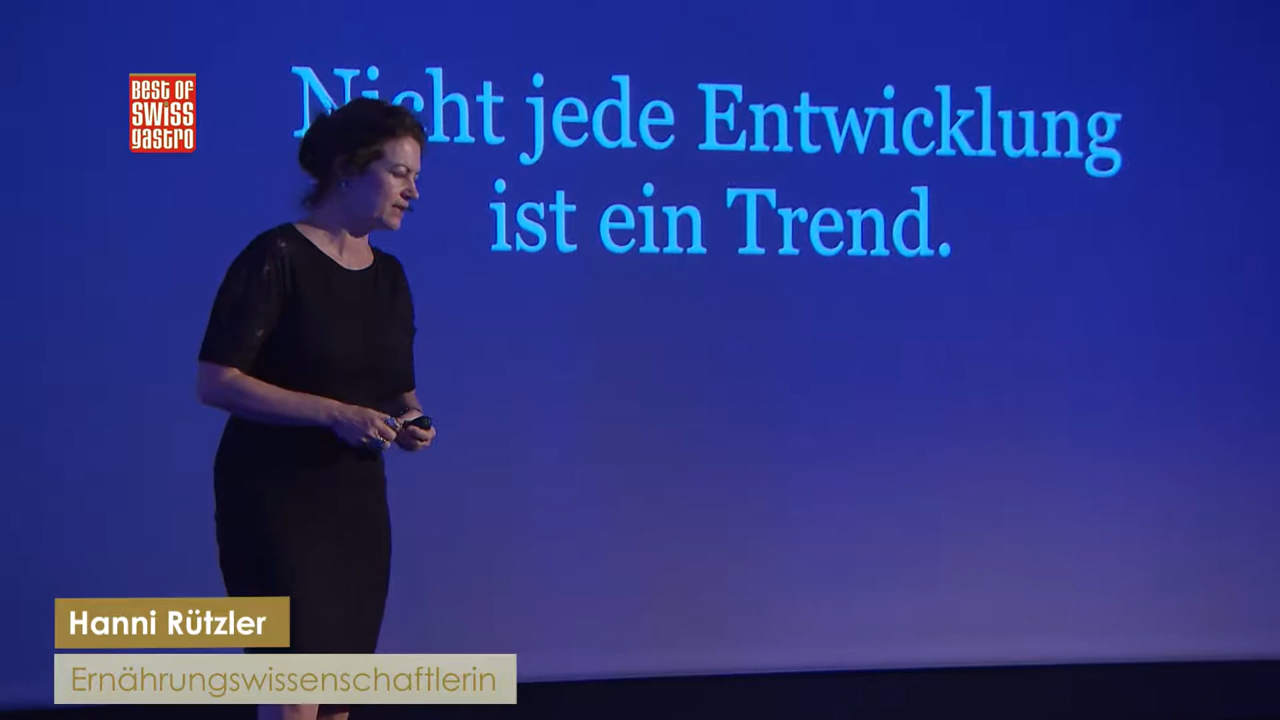 BEST OF
SWISS
gastro
Nicht jede Entwicklung
ist ein Trend.
Hanni Rützler
Ernährungswissenschaftlerin